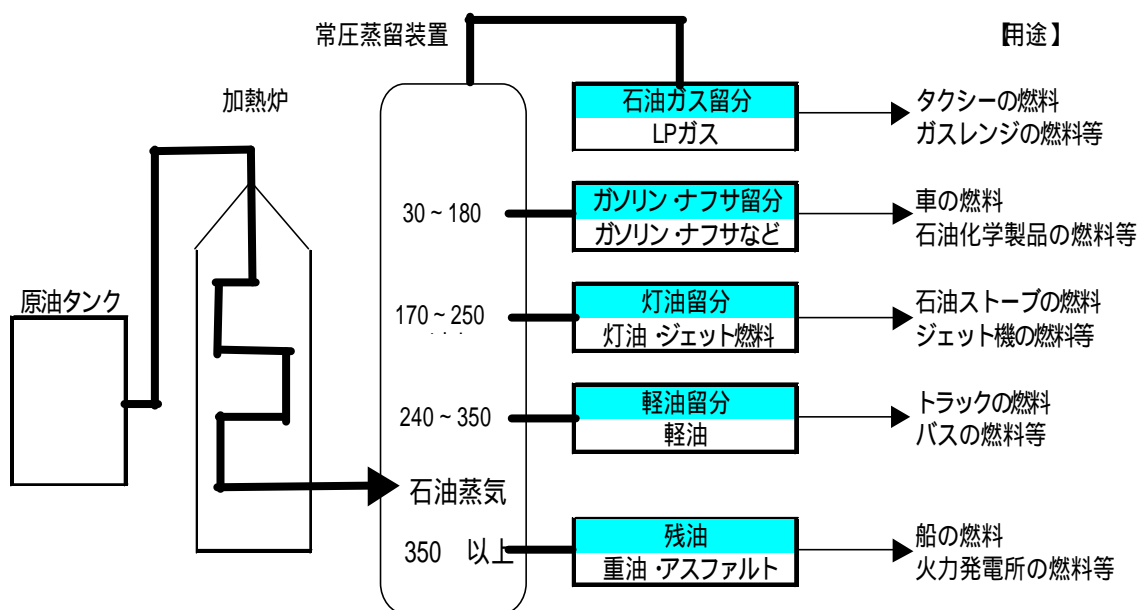 常圧蒸留装置
【用途】
加熱炉
石油ガス留分
LPガス
タクシーの燃料
ガスレンジの燃料等
30～180
ガソリン・ナフサ留分
ガソリン・ナフサなど
車の燃料
石油化学製品の燃料等
原油タンク
170～250
灯油留分
灯油・ジェット燃料
石油ストーブの燃料
ジェット機の燃料等
240～350
軽油留分
軽油
トラックの燃料
バスの燃料等
石油蒸気
350 以上
残油
重油・アスファルト
船の燃料
火力発電所の燃料等